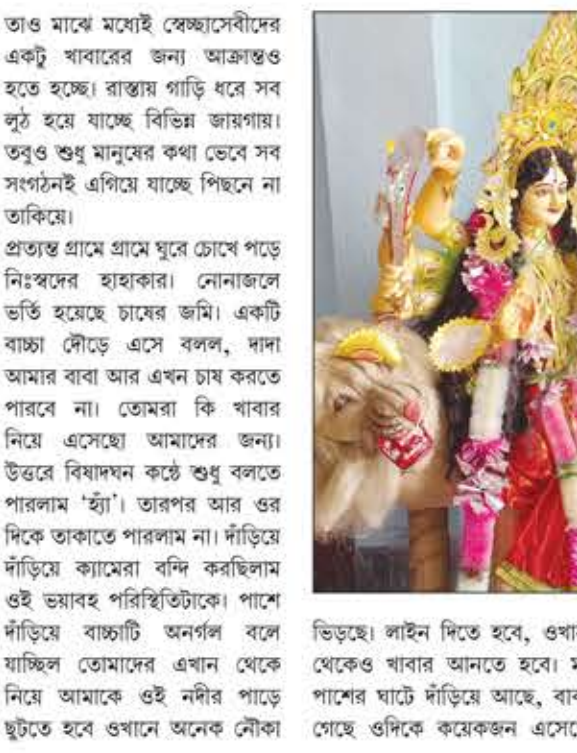 তাও মাঝে মধ্যেই স্বেচ্ছাসেবীদের
একটু খাবারের জন্য আক্রান্তও
হতে হচ্ছে। রাস্তায় গাড়ি ধরে সব
লুঠ হয়ে যাচ্ছে বিভিন্ন জায়গায়।
তবুও শুধু মানুষের কথা ভেবে সব
সংগঠনই এগিয়ে যাচ্ছে পিছনে না
তাকিয়ে।
প্রত্যন্ত গ্রামে গ্রামে ঘুরে চোখে পড়ে
নিঃস্বদের হাহাকার। নোনাজলে
ভর্তি হয়েছে চাষের জমি। একটি
বাচ্চা দৌড়ে এসে বলল, দাদা
আমার বাবা আর এখন চাষ করতে
পারবে না। তোমরা কি খাবার
নিয়ে এসেছো আমাদের জন্য।
উত্তরে বিষাদঘন কন্ঠে শুধু বলতে
পারলাম ‘হ্যাঁ’। তারপর আর ওর
দিকে তাকাতে পারলাম না। দাঁড়িয়ে
দাঁড়িয়ে ক্যামেরা বন্দি করছিলাম
ওই ভয়াবহ পরিস্থিতিটাকে। পাশে
দাঁড়িয়ে বাচ্চাটি অনর্গল বলে
যাচ্ছিল তোমাদের এখান থেকে
নিয়ে আমাকে ওই নদীর পাড়ে
ছুটতে হবে ওখানে অনেক নৌকা
ভিড়ছে। লাইন দিতে হবে,
থেকেও খাবার আনতে হবে।
পাশের ঘাটে দাঁড়িয়ে আছে,
গেছে ওদিকে কয়েকজন